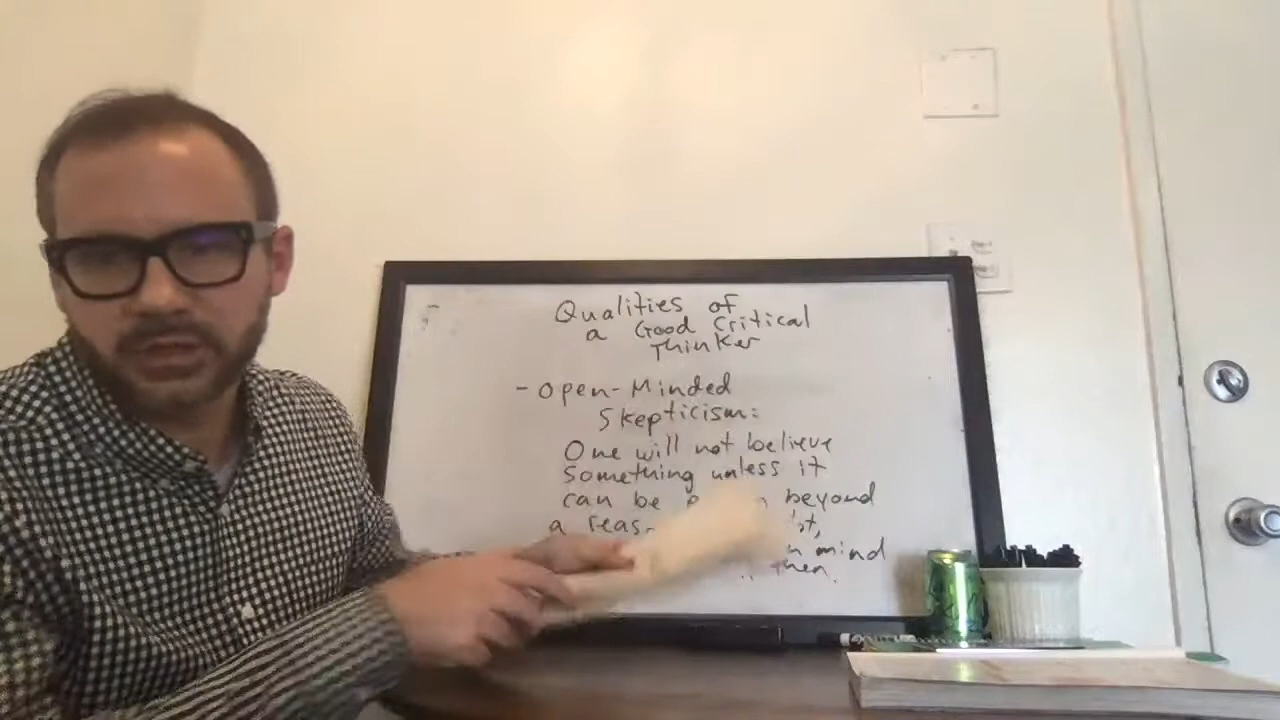 Qualities of
a Good Critical
Thinker
- Open-Minded
Skepticism:
One will not believe
something unless it
can be beyond
a
mind
then.